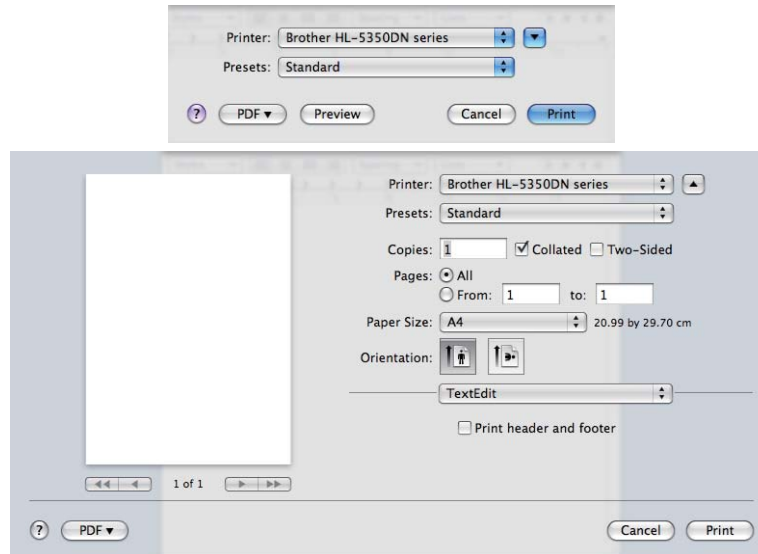 Printer: Brother HL-5350DN series
Presets: Standard
? PDF▼ Preview Cancel Print
Printer: Brother HL-5350DN series
Presets: Standard
Copies: 1 Collated Two-Sided
Pages: All
From: 1 to: 1
Paper Size: A4 20.99 by 29.70 cm
Orientation:
TextEdit
Print header and footer
1 of 1
? PDF▼ Cancel Print